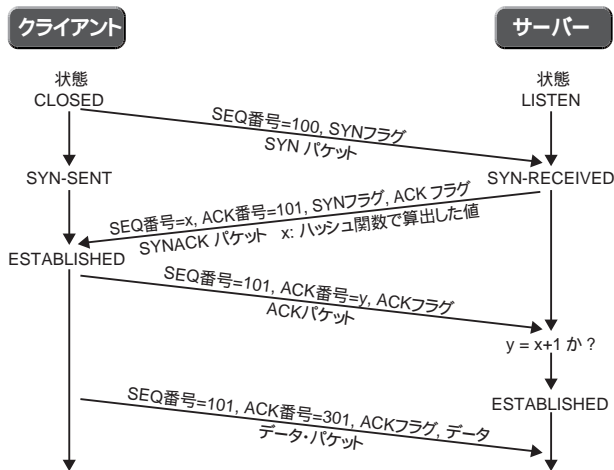 クライアント
サーバー
状態
CLOSED
状態
LISTEN
SEQ番号=100, SYNフラグ
SYN パケット
SYN-SENT
SYN-RECEIVED
SEQ番号=x, ACK番号=101, SYNフラグ, ACK フラグ
SYNACK パケット x: ハッシュ関数で算出した値
ESTABLISHED
SEQ番号=101, ACK番号=y, ACKフラグ
ACKパケット
y = x+1 か ?
SEQ番号=101, ACK番号=301, ACKフラグ, データ
データ・パケット
ESTABLISHED